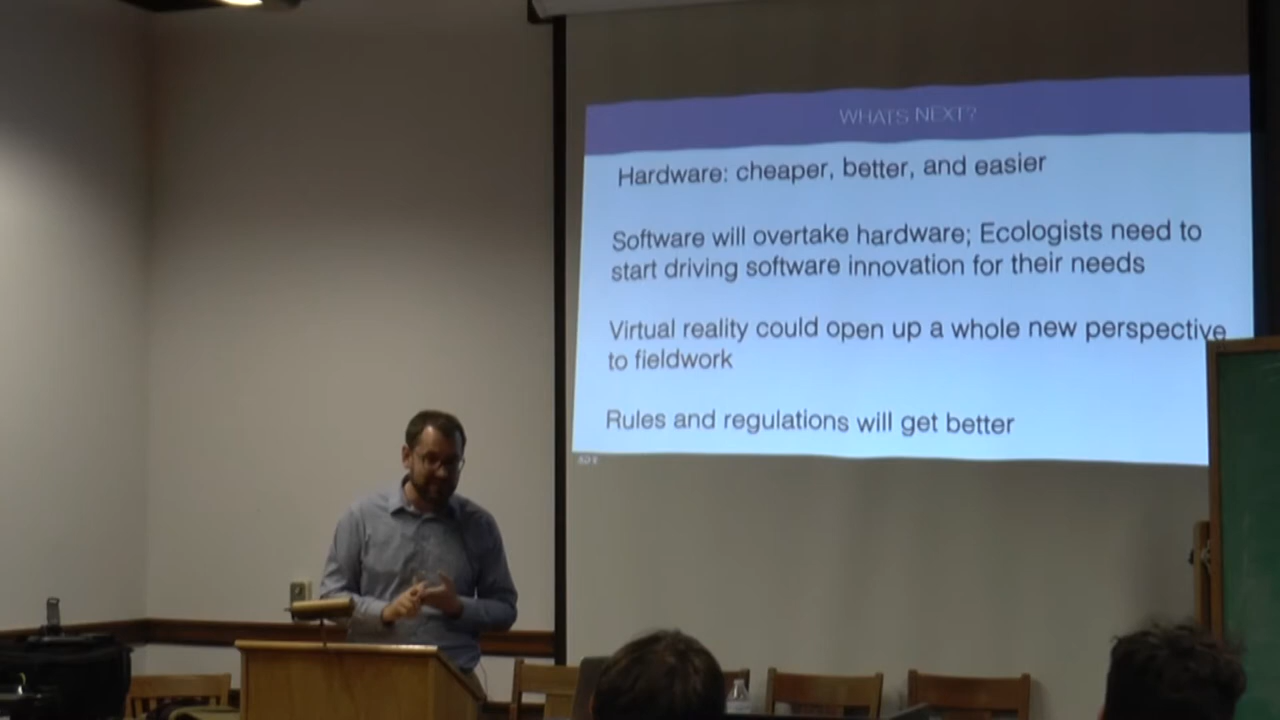 WHATS NEXT?
Hardware: cheaper, better, and easier
Software will overtake hardware; Ecologists need to
start driving software innovation for their needs
Virtual reality could open up a whole new perspective
to fieldwork
Rules and regulations will get better